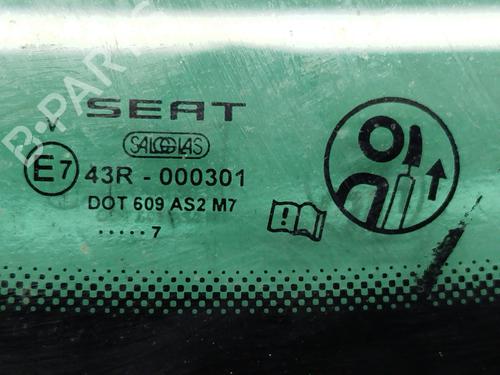 B-PARTS
SEAT
V
SALGGLAS
E7 43R - 000301
DOT 609 AS2 M7
.....7